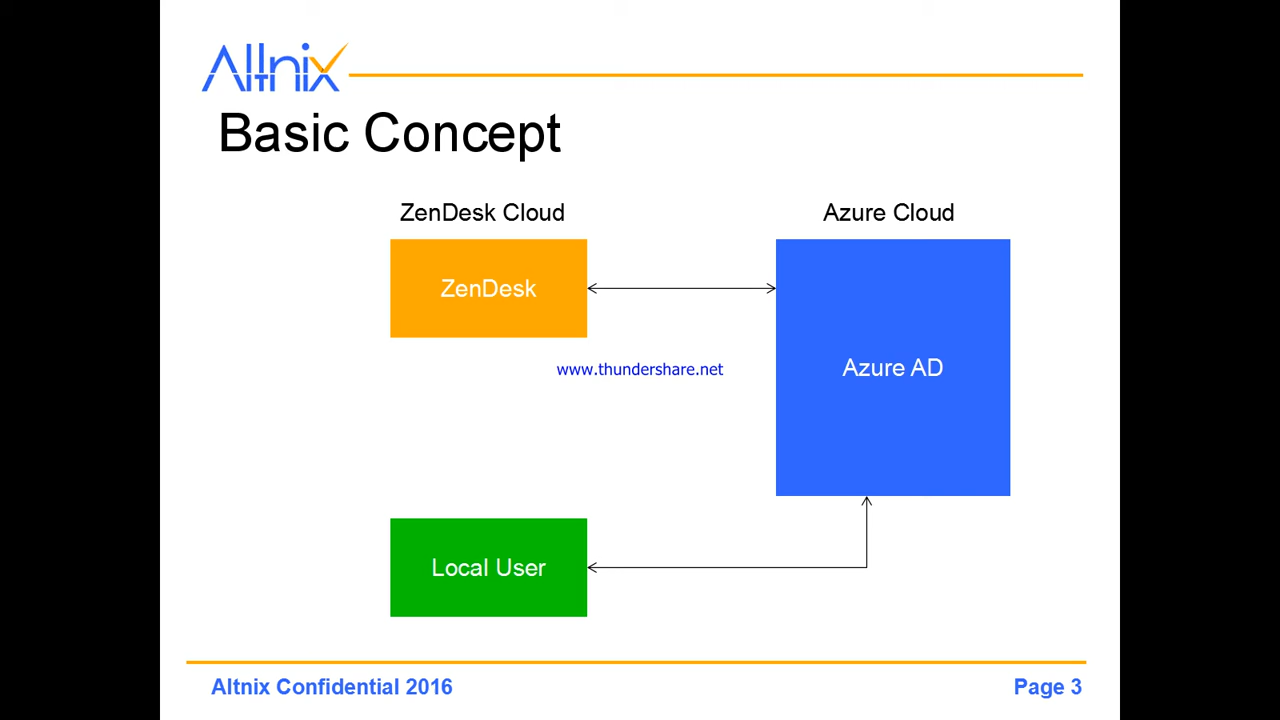 Altnix
Basic Concept
ZenDesk Cloud
Azure Cloud
ZenDesk
www.thundershare.net
Azure AD
Local User
Altnix Confidential 2016
Page 3